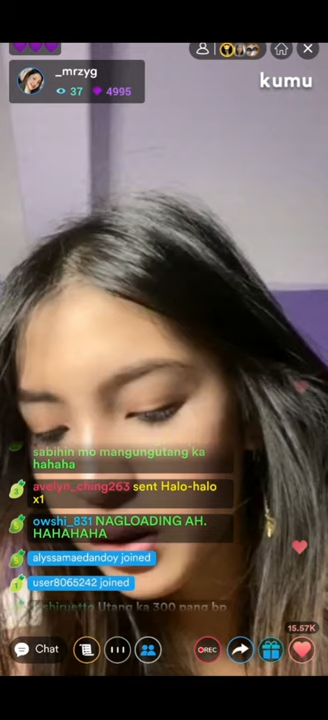 _mrzyg
37 4995
kumu
sabihin mo mangungutang ka
hahaha
avelyn_ching263 sent Halo-halo
x1
owshi_831 NAGLOADING AH.
HAHAHAHA
alyssamaedandoy joined
user8065242 joined
Utang ka 300 pang bp
15.57K
Chat
REC